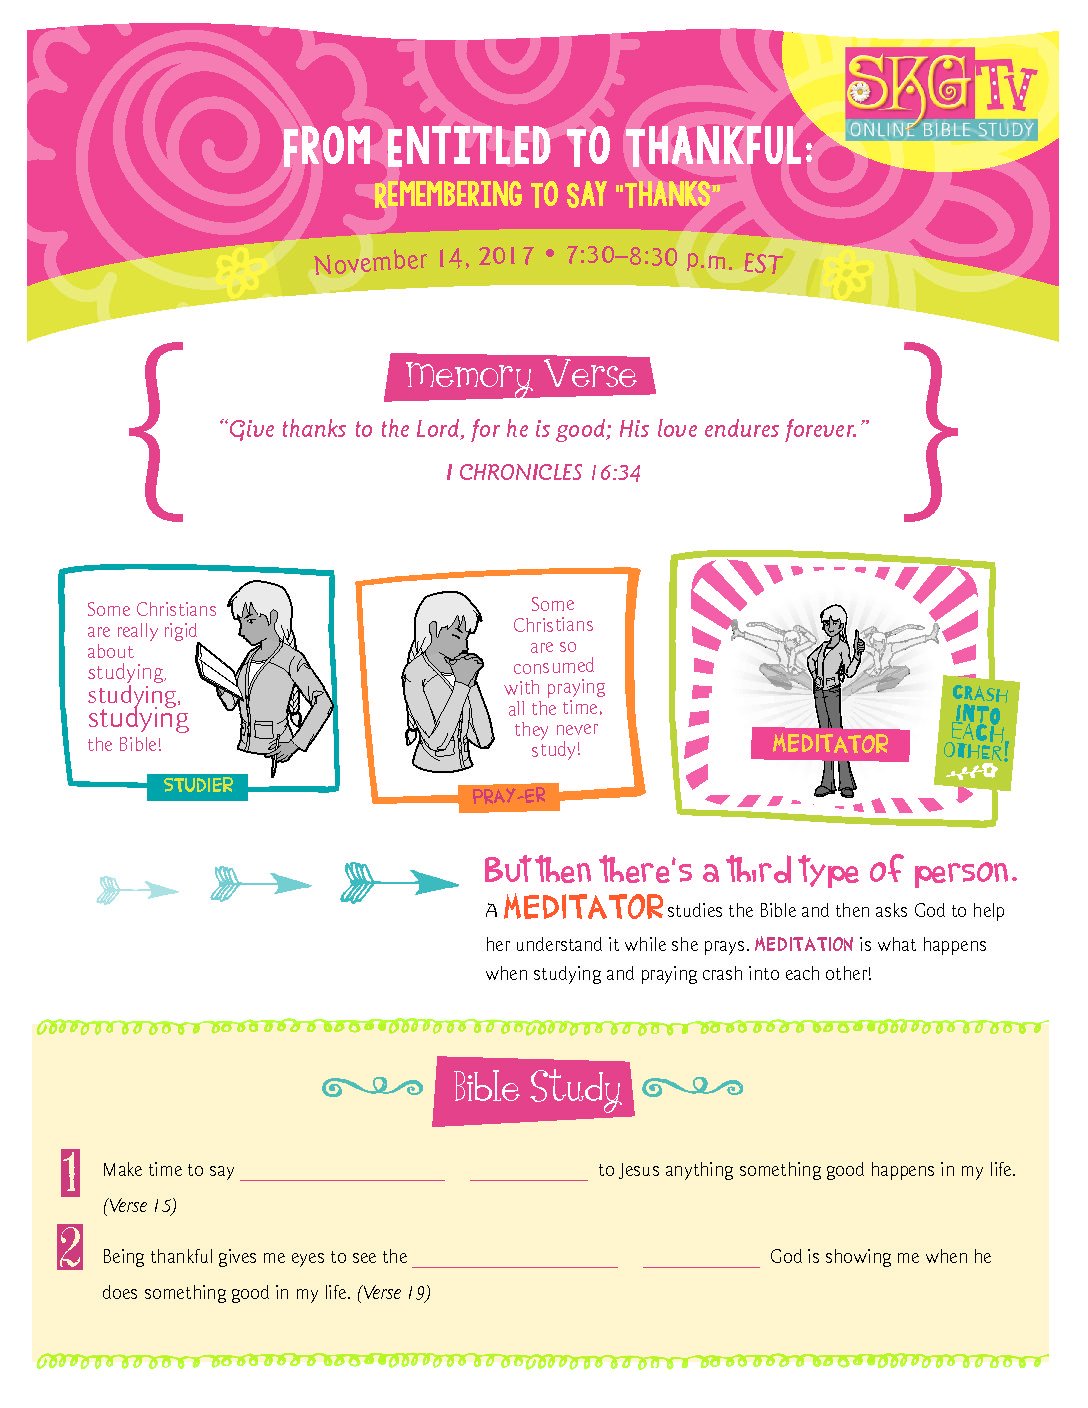 SKGTV
ONLINE BIBLE STUDY
FROM ENTITLED TO THANKFUL:
REMEMBERING TO SAY "THANKS"
November 14, 2017 • 7:30–8:30 p.m. EST
Memory Verse
“Give thanks to the Lord, for he is good; His love endures forever.”
1 CHRONICLES 16:34
Some Christians
are really rigid
about
studying,
studying,
studying
the Bible!
STUDIER
Some
Christians
are so
consumed
with praying
all the time,
they never
study!
PRAY-ER
MEDITATOR
CRASH
INTO
EACH
OTHER!
But then there's a third type of person.
A MEDITATOR studies the Bible and then asks God to help
her understand it while she prays. MEDITATION is what happens
when studying and praying crash into each other!
Bible Study
1 Make time to say ____________________ ____________ to Jesus anything something good happens in my life.
(Verse 15)
2 Being thankful gives me eyes to see the ____________________ ____________ God is showing me when he
does something good in my life. (Verse 19)